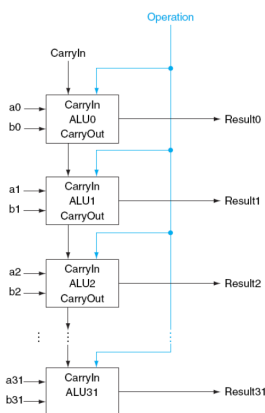 Operation
CarryIn
a0
b0
CarryIn
ALU0
CarryOut
Result0
a1
b1
CarryIn
ALU1
CarryOut
Result1
a2
b2
CarryIn
ALU2
CarryOut
Result2
a31
b31
CarryIn
ALU31
Result31